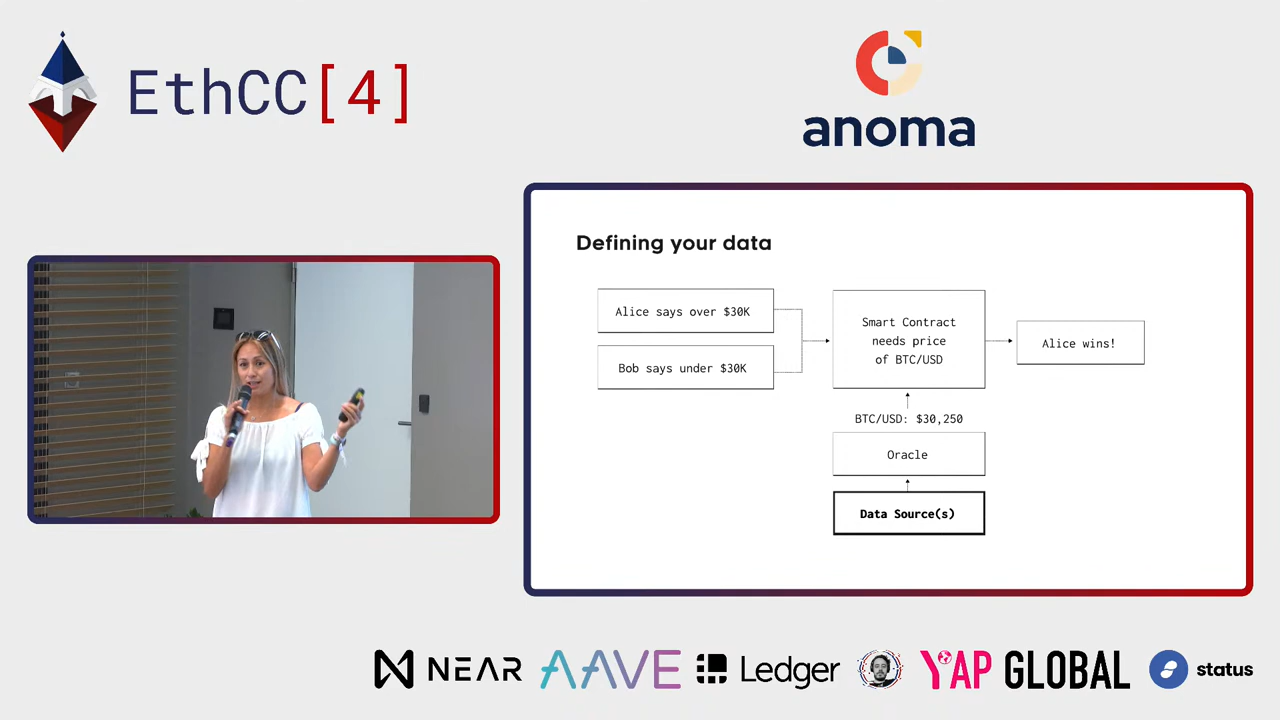 EthCC[4]
anoma
Defining your data
Alice says over $30K
Bob says under $30K
Smart Contract
needs price
of BTC/USD
Alice wins!
BTC/USD: $30,250
Oracle
Data Source(s)
NEAR
AAVE
Ledger
YAP GLOBAL
status